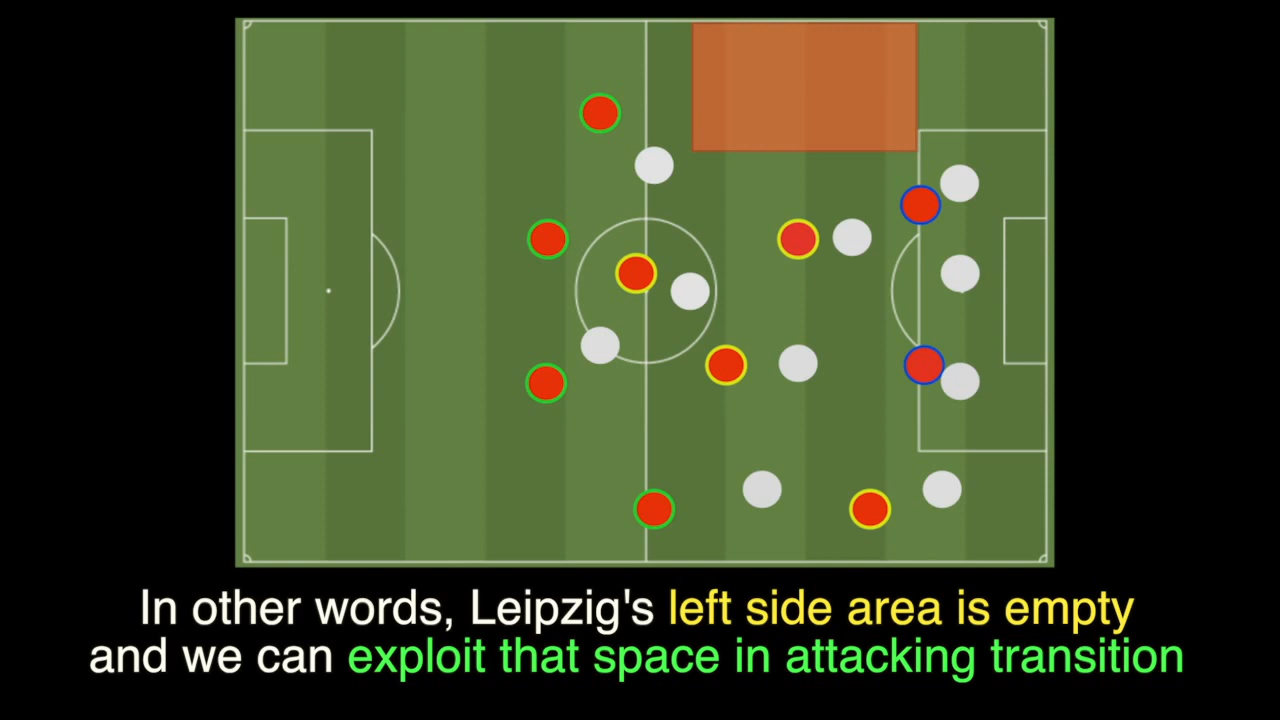 In other words, Leipzig's left side area is empty
and we can exploit that space in attacking transition